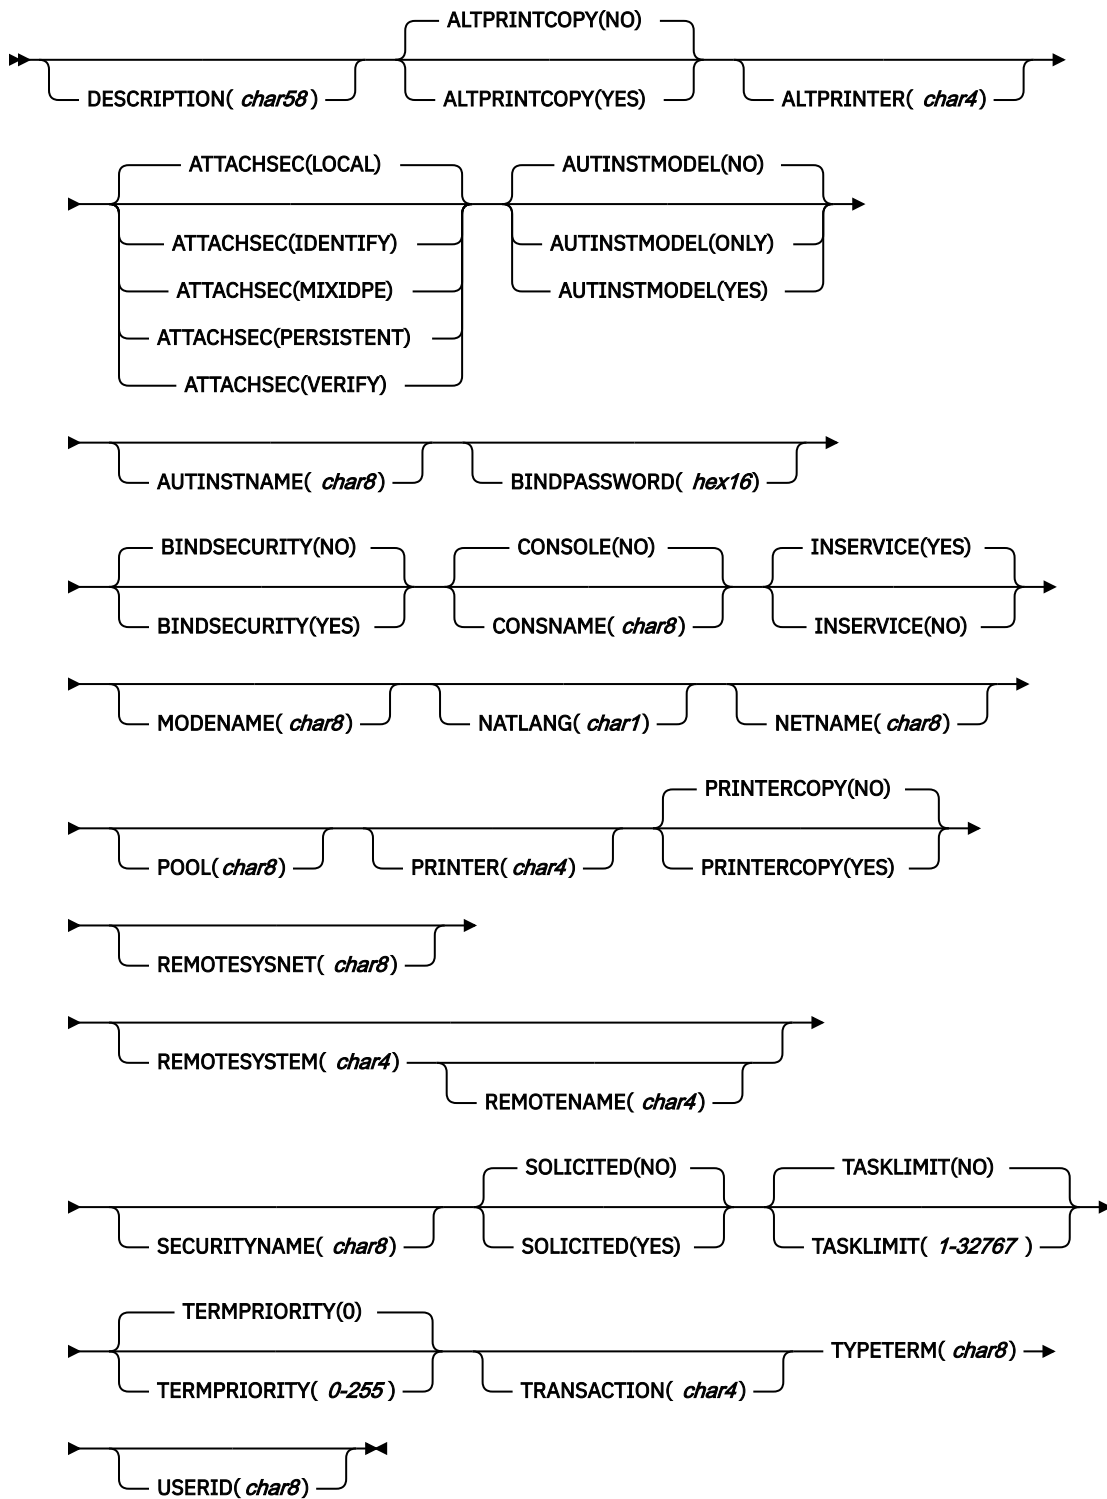 ALTPRINTCOPY(NO)
DESCRIPTION( char58 ) ALTPRINTCOPY(YES) ALTPRINTER( char4 )
ATTACHSEC(LOCAL) AUTINSTMODEL(NO)
ATTACHSEC(IDENTIFY) AUTINSTMODEL(ONLY)
ATTACHSEC(MIXIDPE) AUTINSTMODEL(YES)
ATTACHSEC(PERSISTENT)
ATTACHSEC(VERIFY)
AUTINSTNAME( char8 ) BINDPASSWORD( hex16 )
BINDSECURITY(NO) CONSOLE(NO) INSERVICE(YES)
BINDSECURITY(YES) CONSNAME( char8 ) INSERVICE(NO)
MODENAME( char8 ) NATLANG( char1 ) NETNAME( char8 )
PRINTERCOPY(NO)
POOL( char8 ) PRINTER( char4 ) PRINTERCOPY(YES)
REMOTESYSNET( char8 )
REMOTESYSTEM( char4 )
REMOTENAME( char4 )
SOLICITED(NO) TASKLIMIT(NO)
SECURITYNAME( char8 ) SOLICITED(YES) TASKLIMIT( 1-32767 )
TERMPRIORITY(0)
TYPETERM( char8 )
TERMPRIORITY( 0-255 ) TRANSACTION( char4 )
USERID( char8 )